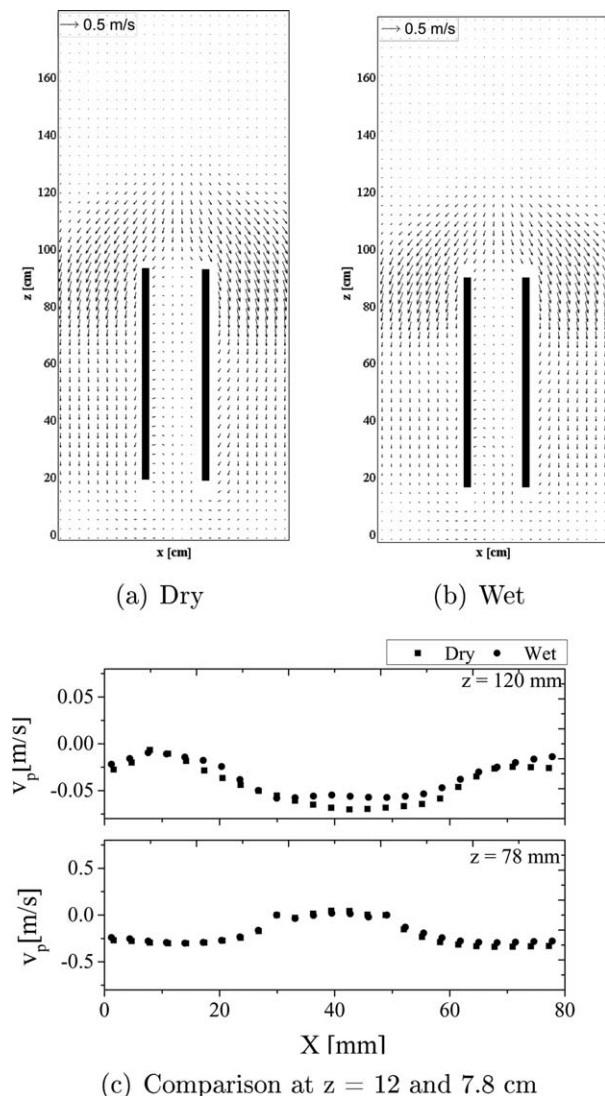 0.5 m/s
160
140
120
100
80
60
40
20
0
z [cm]
x [cm]
(a) Dry
0.5 m/s
160
140
120
100
80
60
40
20
0
z [cm]
x [cm]
(b) Wet
Dry Wet
z = 120 mm
0.05
0.00
-0.05
v_p[m/s]
z = 78 mm
0.5
0.0
-0.5
v_p[m/s]
0 20 40 60 80
X [mm]
(c) Comparison at z = 12 and 7.8 cm